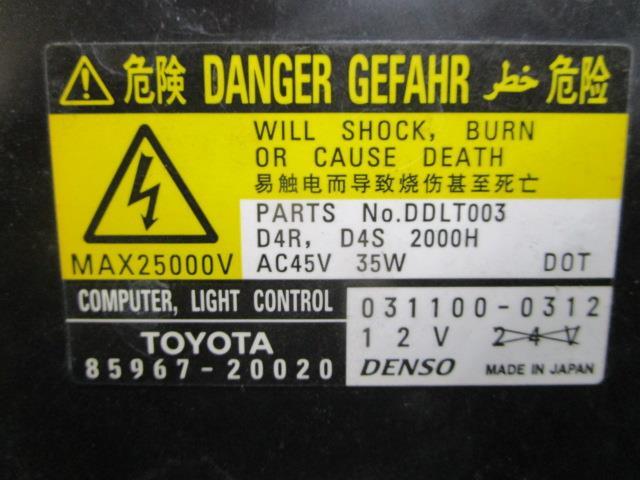 危険 DANGER GEFAHR خطر 危险
WILL SHOCK, BURN
OR CAUSE DEATH
易触电而导致烧伤甚至死亡
MAX25000V
PARTS No.DDLT003
D4R, D4S 2000H
AC45V 35W DOT
COMPUTER, LIGHT CONTROL
TOYOTA
85967-20020
031100-0312
12V 24V
DENSO MADE IN JAPAN